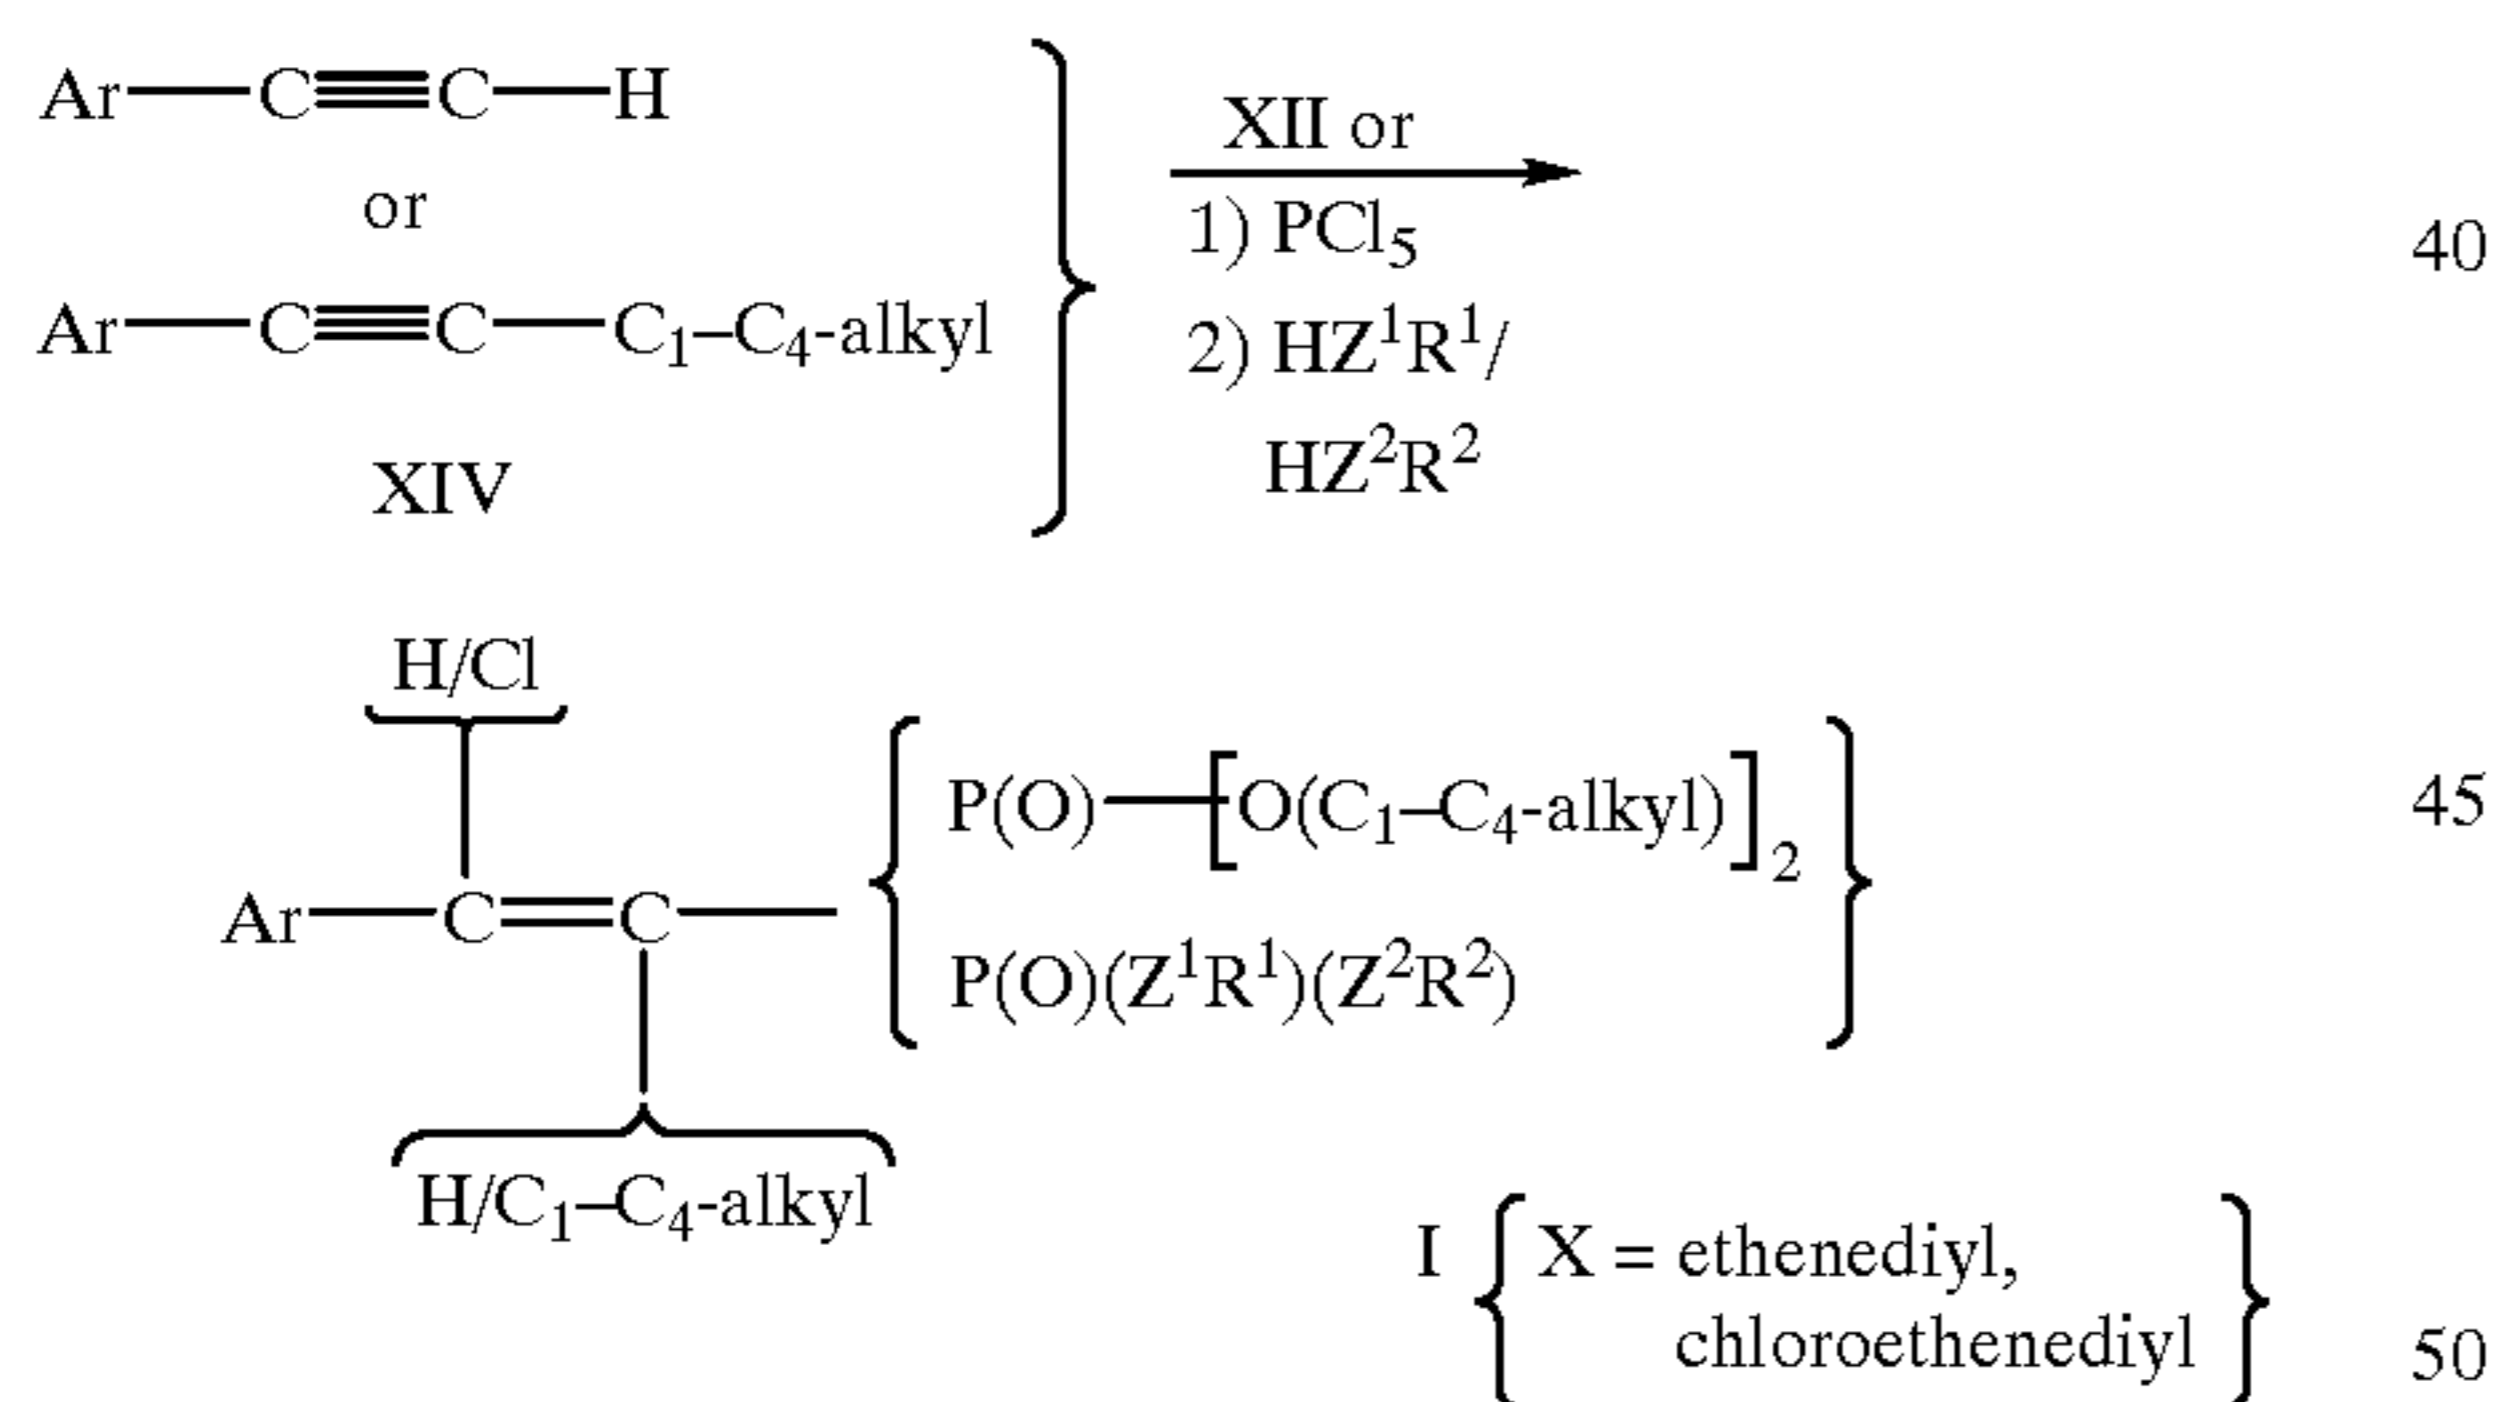 Ar—C≡C—H
or
Ar—C≡C—C₁–C₄-alkyl
XIV
XII or
1) PCl₅
2) HZ¹R¹/
HZ²R²
40
H/Cl
P(O)—[O(C₁–C₄-alkyl)]₂
45
Ar—C=C—
P(O)(Z¹R¹)(Z²R²)
H/C₁–C₄-alkyl
I { X = ethenediyl,
chloroethenediyl }
50